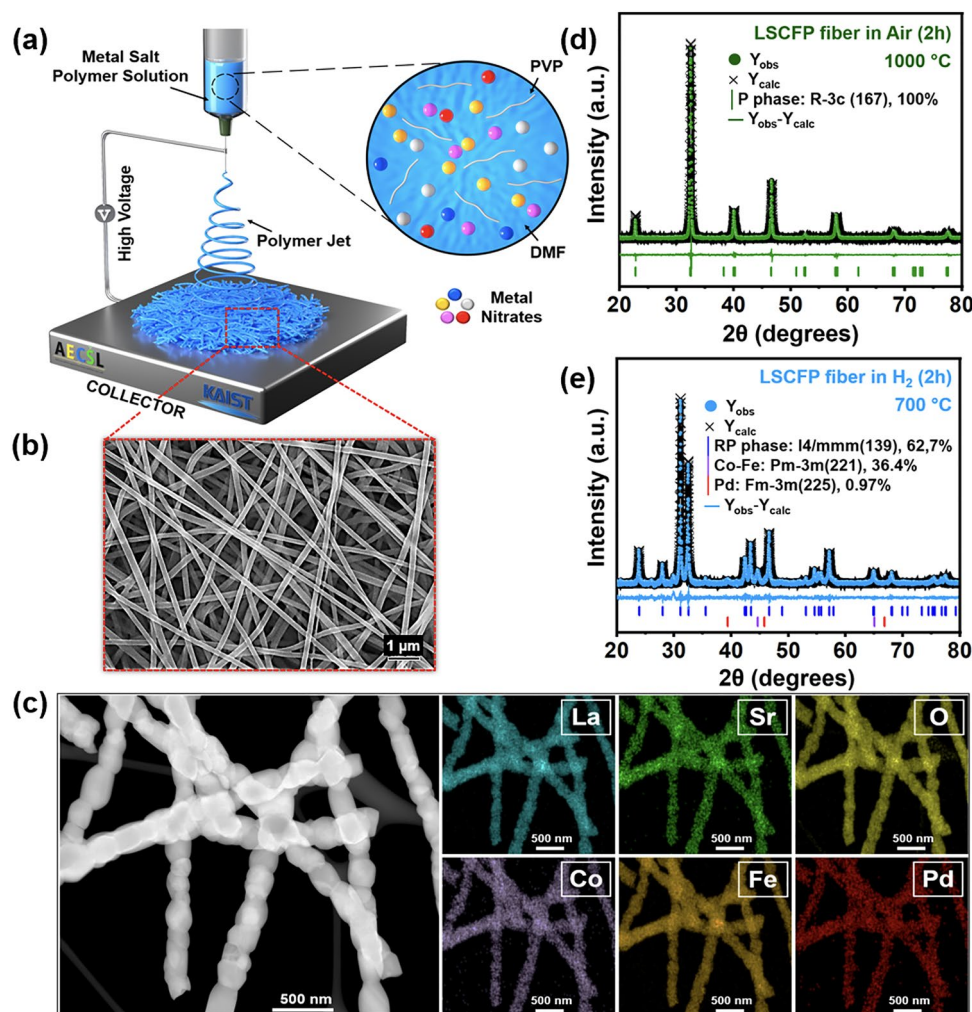 (a)
Metal Salt
Polymer Solution
PVP
High Voltage
V
Polymer Jet
DMF
Metal
Nitrates
AECSL
COLLECTOR
KAIST
(b)
1 μm
(c)
500 nm
La
500 nm
Sr
500 nm
O
500 nm
Co
500 nm
Fe
500 nm
Pd
500 nm
(d)
LSCFP fiber in Air (2h)
1000 °C
Yobs
Ycalc
P phase: R-3c (167), 100%
Yobs-Ycalc
Intensity (a.u.)
20 30 40 50 60 70 80
2θ (degrees)
(e)
LSCFP fiber in H₂ (2h)
700 °C
Yobs
Ycalc
RP phase: I4/mmm(139), 62,7%
Co-Fe: Pm-3m(221), 36.4%
Pd: Fm-3m(225), 0.97%
Yobs-Ycalc
Intensity (a.u.)
20 30 40 50 60 70 80
2θ (degrees)